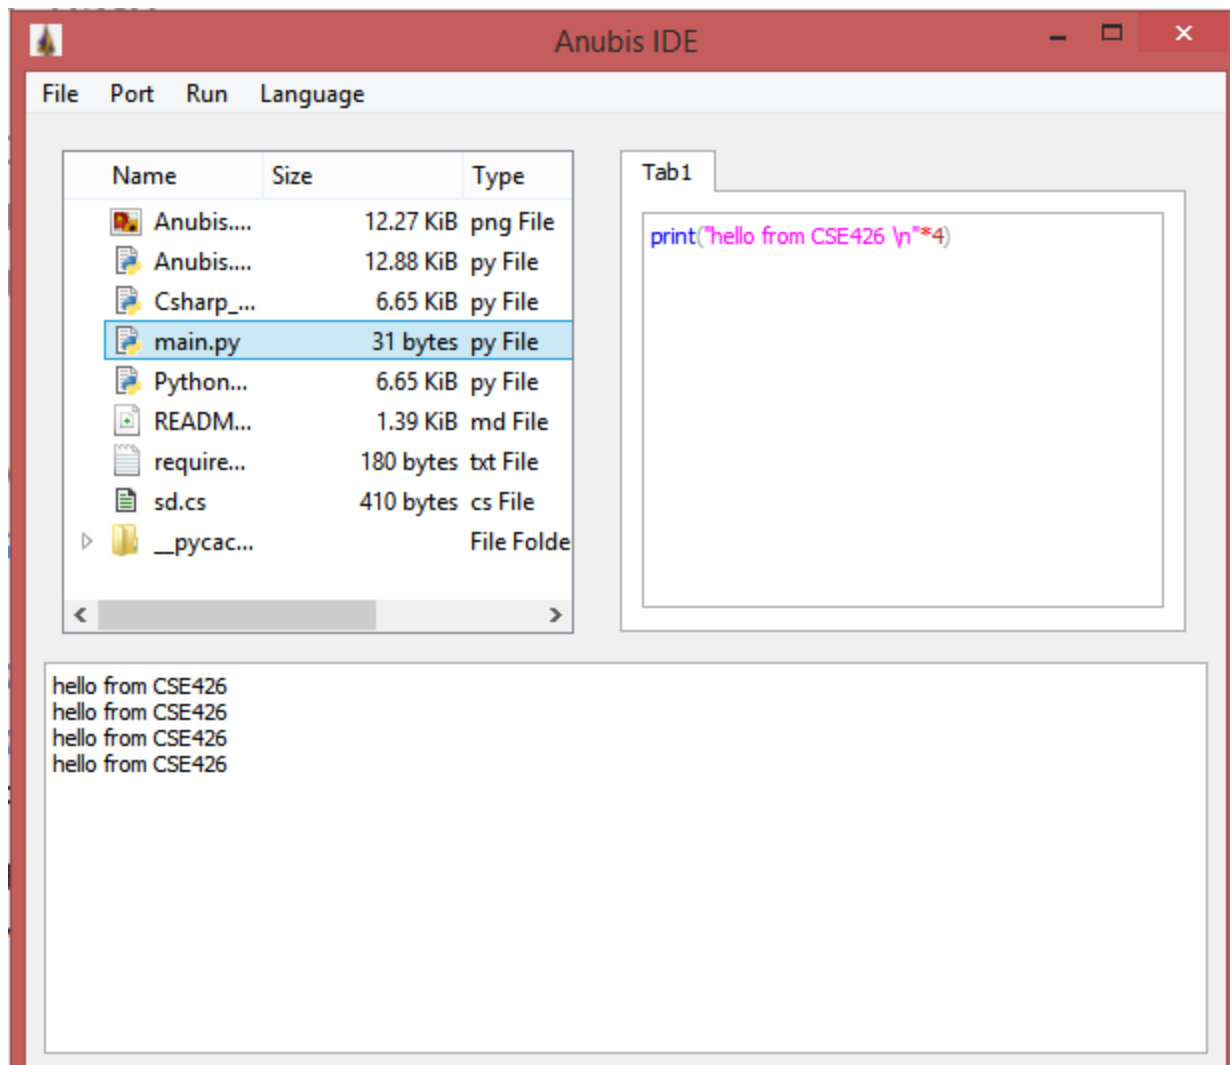 Anubis IDE
File Port Run Language
Name Size Type
Anubis.... 12.27 KiB png File
Anubis.... 12.88 KiB py File
Csharp_... 6.65 KiB py File
main.py 31 bytes py File
Python... 6.65 KiB py File
READM... 1.39 KiB md File
require... 180 bytes txt File
sd.cs 410 bytes cs File
__pycac... File Folde
Tab1
print("hello from CSE426 \n"*4)
hello from CSE426
hello from CSE426
hello from CSE426
hello from CSE426